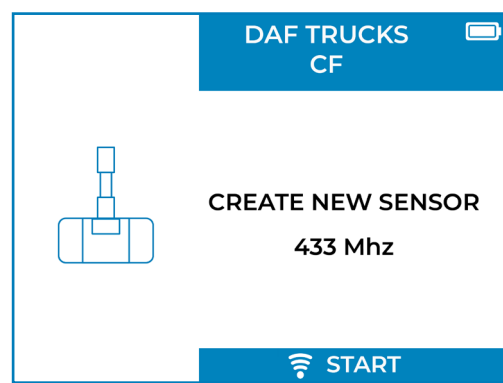 DAF TRUCKS
CF
CREATE NEW SENSOR
433 Mhz
START